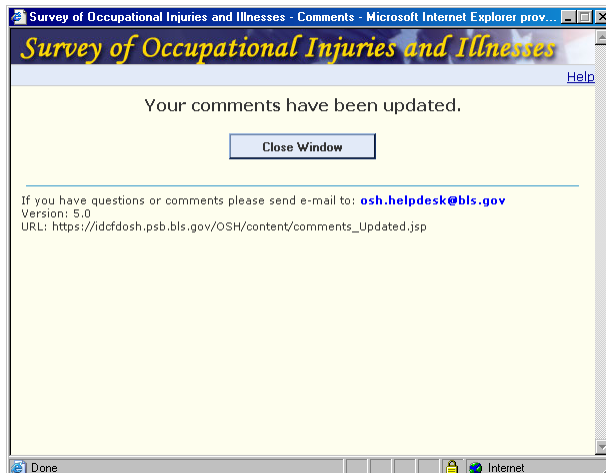 Survey of Occupational Injuries and Illnesses - Comments - Microsoft Internet Explorer prov...
Survey of Occupational Injuries and Illnesses
Help
Your comments have been updated.
Close Window
If you have questions or comments please send e-mail to: osh.helpdesk@bls.gov
Version: 5.0
URL: https://idcfdosh.psb.bls.gov/OSH/content/comments_Updated.jsp
Done
Internet